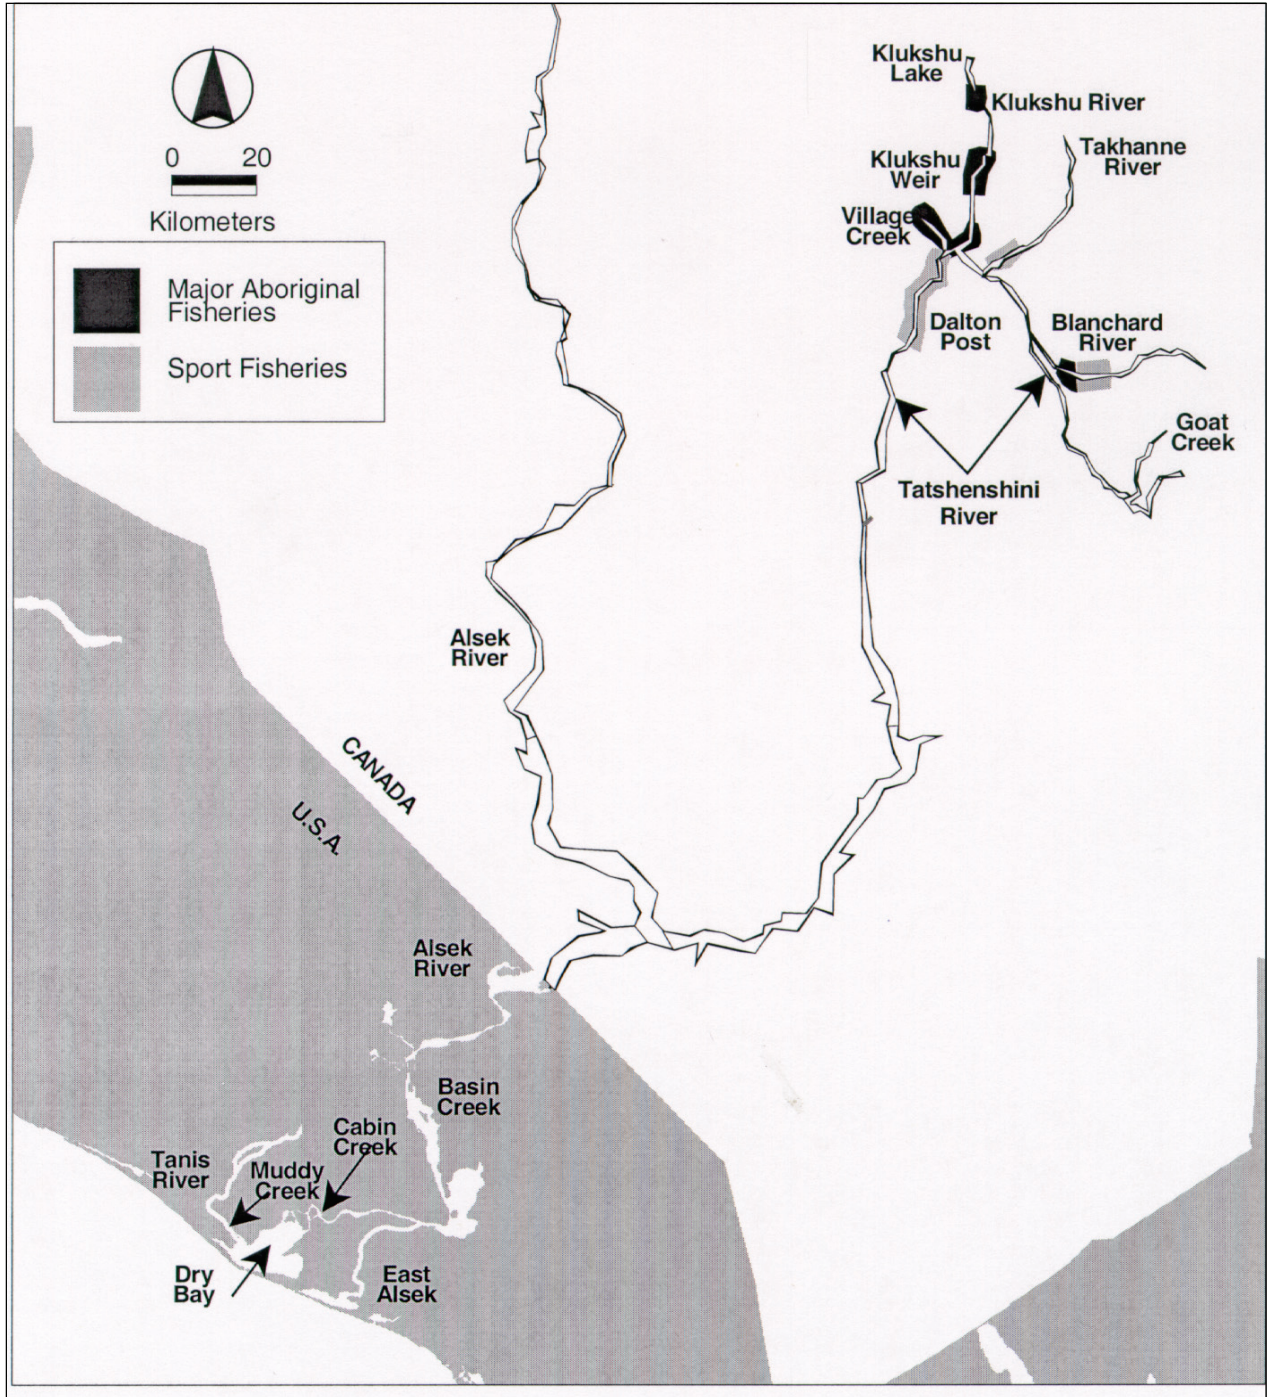 Klukshu
Lake
Klukshu River
Takhanne
River
Klukshu
Weir
Village
Creek
0 20
Kilometers
Major Aboriginal
Fisheries
Sport Fisheries
Dalton
Post
Blanchard
River
Goat
Creek
Tatshenshini
River
Alsek
River
CANADA
U.S.A.
Alsek
River
Basin
Creek
Cabin
Creek
Tanis
River
Muddy
Creek
Dry
Bay
East
Alsek